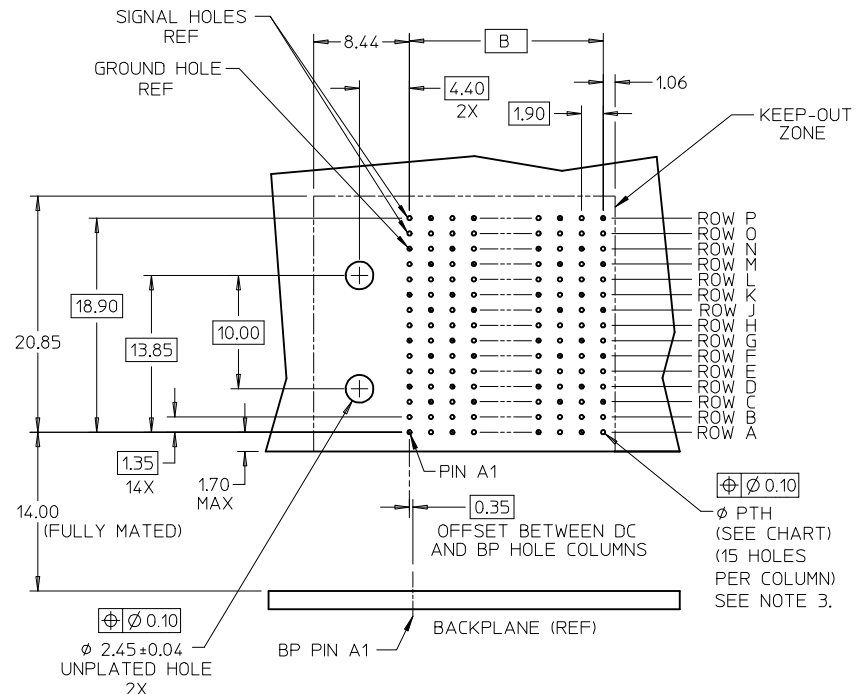 SIGNAL HOLES
REF
GROUND HOLE
REF
8.44
B
4.40
2X
1.90
1.06
KEEP-OUT
ZONE
ROW P
ROW O
ROW N
ROW M
ROW L
ROW K
ROW J
ROW H
ROW G
ROW F
ROW E
ROW D
ROW C
ROW B
ROW A
20.85
18.90
13.85
10.00
1.35
14X
1.70
MAX
PIN A1
0.35
OFFSET BETWEEN DC
AND BP HOLE COLUMNS
14.00
(FULLY MATED)
⌖ Ø 0.10
Ø PTH
(SEE CHART)
(15 HOLES
PER COLUMN)
SEE NOTE 3.
⌖ Ø 0.10
Ø 2.45±0.04
UNPLATED HOLE
2X
BP PIN A1
BACKPLANE (REF)